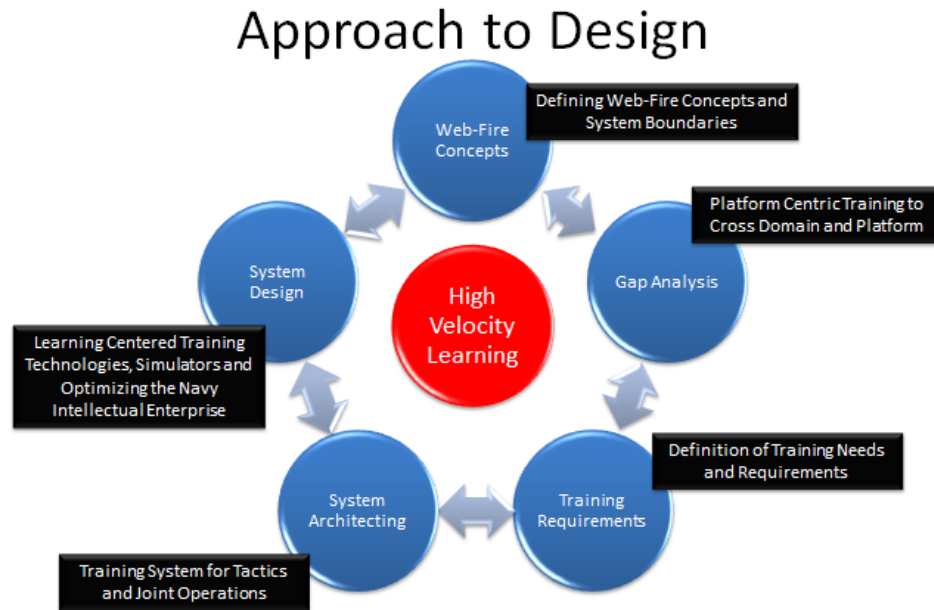 Approach to Design
Web-Fire
Concepts
Defining Web-Fire Concepts and
System Boundaries
Platform Centric Training to
Cross Domain and Platform
Gap Analysis
System
Design
High
Velocity
Learning
Learning Centered Training
Technologies, Simulators and
Optimizing the Navy
Intellectual Enterprise
Definition of Training Needs
and Requirements
Training
Requirements
System
Architecting
Training System for Tactics
and Joint Operations